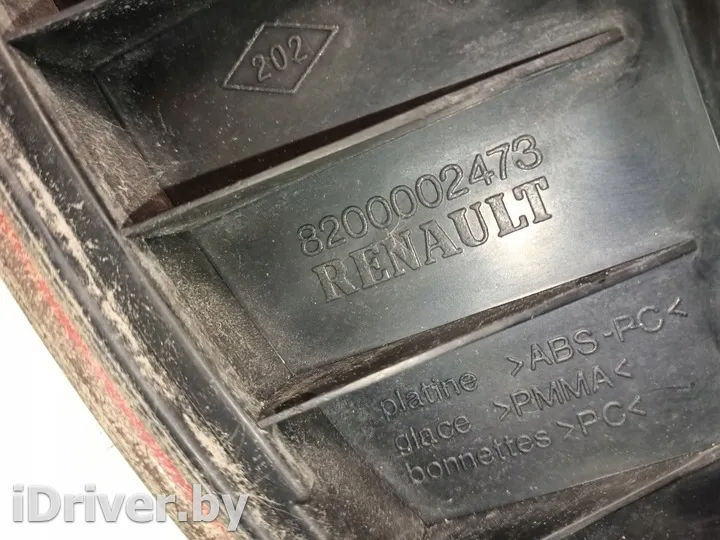 202
8200002473
RENAULT
platine >ABS-PC<
glace >PMMA<
bonnettes >PC<
iDriver.by